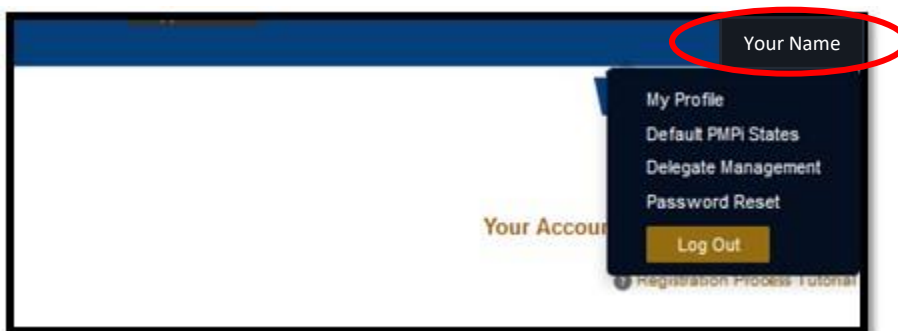 Your Name
My Profile
Default PMPi States
Delegate Management
Password Reset
Your Accou
Log Out
Registration Process Tutorial